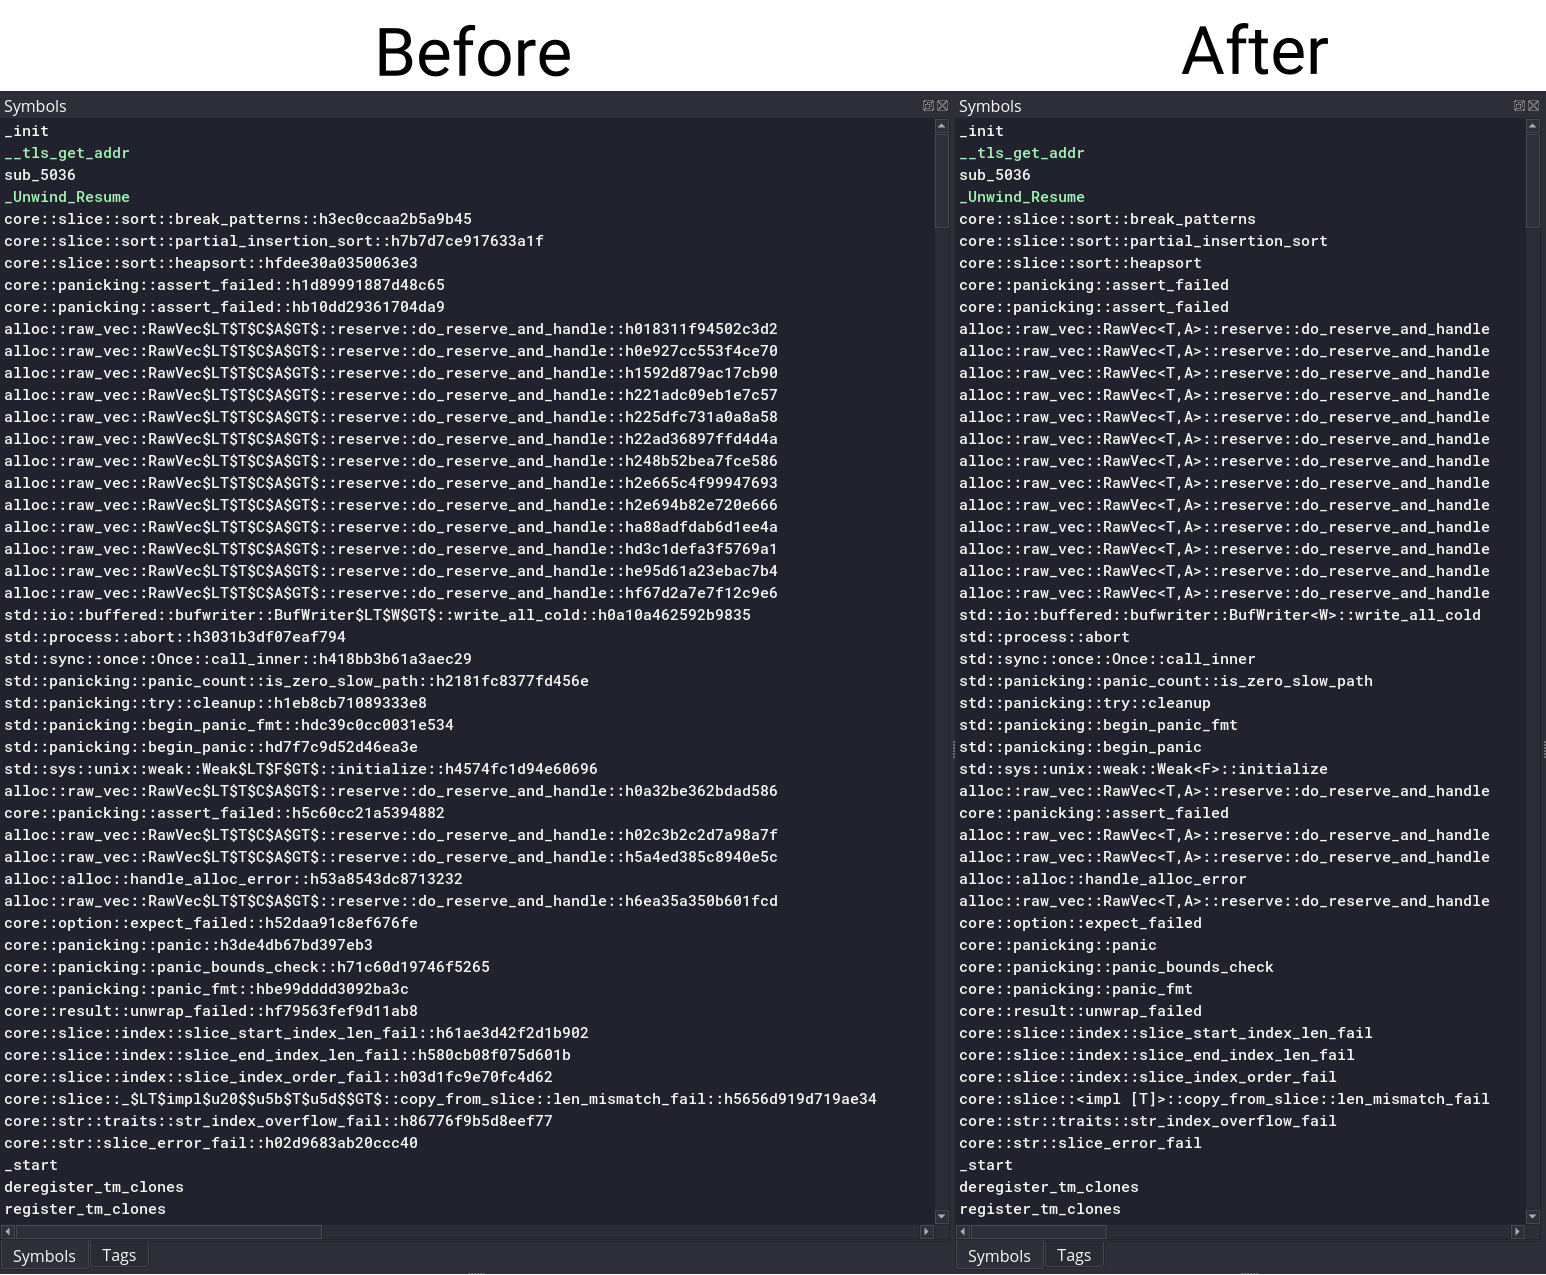 Before
Symbols
_init
__tls_get_addr
sub_5036
_Unwind_Resume
core::slice::sort::break_patterns::h3ec0ccaa2b5a9b45
core::slice::sort::partial_insertion_sort::h7b7d7ce917633a1f
core::slice::sort::heapsort::hfdee30a0350063e3
core::panicking::assert_failed::h1d89991887d48c65
core::panicking::assert_failed::hb10dd29361704da9
alloc::raw_vec::RawVec$LT$T$C$A$GT$::reserve::do_reserve_and_handle::h018311f94502c3d2
alloc::raw_vec::RawVec$LT$T$C$A$GT$::reserve::do_reserve_and_handle::h0e927cc553f4ce70
alloc::raw_vec::RawVec$LT$T$C$A$GT$::reserve::do_reserve_and_handle::h1592d879ac17cb90
alloc::raw_vec::RawVec$LT$T$C$A$GT$::reserve::do_reserve_and_handle::h221adc09eb1e7c57
alloc::raw_vec::RawVec$LT$T$C$A$GT$::reserve::do_reserve_and_handle::h225dfc731a0a8a58
alloc::raw_vec::RawVec$LT$T$C$A$GT$::reserve::do_reserve_and_handle::h22ad36897ffd4d4a
alloc::raw_vec::RawVec$LT$T$C$A$GT$::reserve::do_reserve_and_handle::h248b52bea7fce586
alloc::raw_vec::RawVec$LT$T$C$A$GT$::reserve::do_reserve_and_handle::h2e665c4f99947693
alloc::raw_vec::RawVec$LT$T$C$A$GT$::reserve::do_reserve_and_handle::h2e694b82e720e666
alloc::raw_vec::RawVec$LT$T$C$A$GT$::reserve::do_reserve_and_handle::ha88adfdab6d1ee4a
alloc::raw_vec::RawVec$LT$T$C$A$GT$::reserve::do_reserve_and_handle::hd3c1defa3f5769a1
alloc::raw_vec::RawVec$LT$T$C$A$GT$::reserve::do_reserve_and_handle::he95d61a23ebac7b4
alloc::raw_vec::RawVec$LT$T$C$A$GT$::reserve::do_reserve_and_handle::hf67d2a7e7f12c9e6
std::io::buffered::bufwriter::BufWriter$LT$W$GT$::write_all_cold::h0a10a462592b9835
std::process::abort::h3031b3df07eaf794
std::sync::once::Once::call_inner::h418bb3b61a3aec29
std::panicking::panic_count::is_zero_slow_path::h2181fc8377fd456e
std::panicking::try::cleanup::h1eb8cb71089333e8
std::panicking::begin_panic_fmt::hdc39c0cc0031e534
std::panicking::begin_panic::hd7f7c9d52d46ea3e
std::sys::unix::weak::Weak$LT$F$GT$::initialize::h4574fc1d94e60696
alloc::raw_vec::RawVec$LT$T$C$A$GT$::reserve::do_reserve_and_handle::h0a32be362bdad586
core::panicking::assert_failed::h5c60cc21a5394882
alloc::raw_vec::RawVec$LT$T$C$A$GT$::reserve::do_reserve_and_handle::h02c3b2c2d7a98a7f
alloc::raw_vec::RawVec$LT$T$C$A$GT$::reserve::do_reserve_and_handle::h5a4ed385c8940e5c
alloc::alloc::handle_alloc_error::h53a8543dc8713232
alloc::raw_vec::RawVec$LT$T$C$A$GT$::reserve::do_reserve_and_handle::h6ea35a350b601fcd
core::option::expect_failed::h52daa91c8ef676fe
core::panicking::panic::h3de4db67bd397eb3
core::panicking::panic_bounds_check::h71c60d19746f5265
core::panicking::panic_fmt::hbe99dddd3092ba3c
core::result::unwrap_failed::hf79563fef9d11ab8
core::slice::index::slice_start_index_len_fail::h61ae3d42f2d1b902
core::slice::index::slice_end_index_len_fail::h580cb08f075d601b
core::slice::index::slice_index_order_fail::h03d1fc9e70fc4d62
core::slice::_$LT$impl$u20$$u5b$T$u5d$$GT$::copy_from_slice::len_mismatch_fail::h5656d919d719ae34
core::str::traits::str_index_overflow_fail::h86776f9b5d8eef77
core::str::slice_error_fail::h02d9683ab20ccc40
_start
deregister_tm_clones
register_tm_clones
Symbols
Tags
After
Symbols
_init
__tls_get_addr
sub_5036
_Unwind_Resume
core::slice::sort::break_patterns
core::slice::sort::partial_insertion_sort
core::slice::sort::heapsort
core::panicking::assert_failed
core::panicking::assert_failed
alloc::raw_vec::RawVec<T,A>::reserve::do_reserve_and_handle
alloc::raw_vec::RawVec<T,A>::reserve::do_reserve_and_handle
alloc::raw_vec::RawVec<T,A>::reserve::do_reserve_and_handle
alloc::raw_vec::RawVec<T,A>::reserve::do_reserve_and_handle
alloc::raw_vec::RawVec<T,A>::reserve::do_reserve_and_handle
alloc::raw_vec::RawVec<T,A>::reserve::do_reserve_and_handle
alloc::raw_vec::RawVec<T,A>::reserve::do_reserve_and_handle
alloc::raw_vec::RawVec<T,A>::reserve::do_reserve_and_handle
alloc::raw_vec::RawVec<T,A>::reserve::do_reserve_and_handle
alloc::raw_vec::RawVec<T,A>::reserve::do_reserve_and_handle
alloc::raw_vec::RawVec<T,A>::reserve::do_reserve_and_handle
alloc::raw_vec::RawVec<T,A>::reserve::do_reserve_and_handle
alloc::raw_vec::RawVec<T,A>::reserve::do_reserve_and_handle
std::io::buffered::bufwriter::BufWriter<W>::write_all_cold
std::process::abort
std::sync::once::Once::call_inner
std::panicking::panic_count::is_zero_slow_path
std::panicking::try::cleanup
std::panicking::begin_panic_fmt
std::panicking::begin_panic
std::sys::unix::weak::Weak<F>::initialize
alloc::raw_vec::RawVec<T,A>::reserve::do_reserve_and_handle
core::panicking::assert_failed
alloc::raw_vec::RawVec<T,A>::reserve::do_reserve_and_handle
alloc::raw_vec::RawVec<T,A>::reserve::do_reserve_and_handle
alloc::alloc::handle_alloc_error
alloc::raw_vec::RawVec<T,A>::reserve::do_reserve_and_handle
core::option::expect_failed
core::panicking::panic
core::panicking::panic_bounds_check
core::panicking::panic_fmt
core::result::unwrap_failed
core::slice::index::slice_start_index_len_fail
core::slice::index::slice_end_index_len_fail
core::slice::index::slice_index_order_fail
core::slice::<impl [T]>::copy_from_slice::len_mismatch_fail
core::str::traits::str_index_overflow_fail
core::str::slice_error_fail
_start
deregister_tm_clones
register_tm_clones
Symbols
Tags